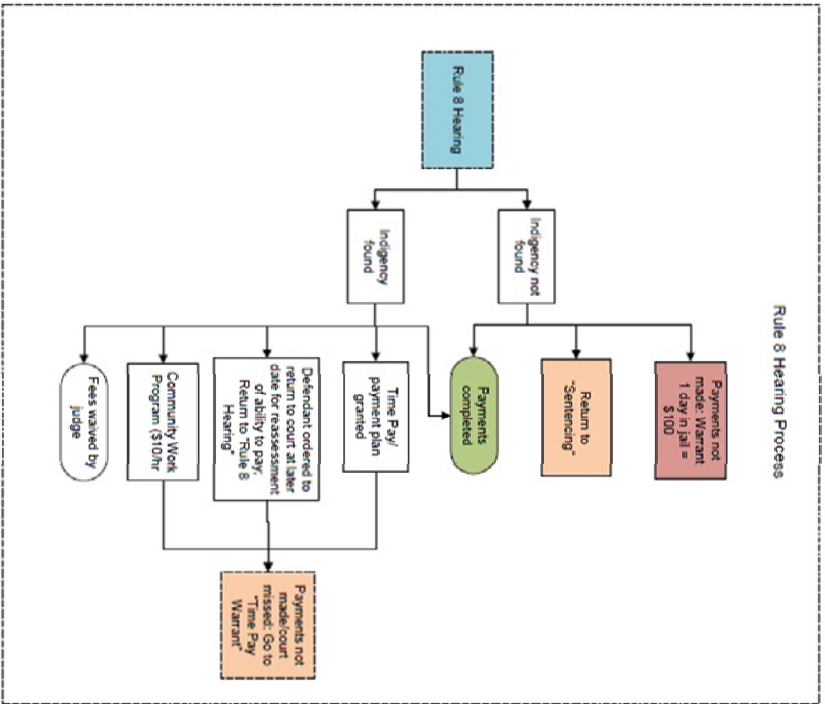 Rule 8 Hearing Process
Rule 8 Hearing
Indigency not
found
Indigency
found
Payments not
made: Warrant
1 day in jail =
$100
Return to
"Sentencing"
Payments
completed
Time Pay/
payment plan
granted
Defendant ordered to
return to court at later
date for reassessment
of ability to pay:
Return to "Rule 8
Hearing"
Community Work
Program ($10/hr
Fees waived by
judge
Payments not
made/court
missed: Go to
"Time Pay
Warrant"